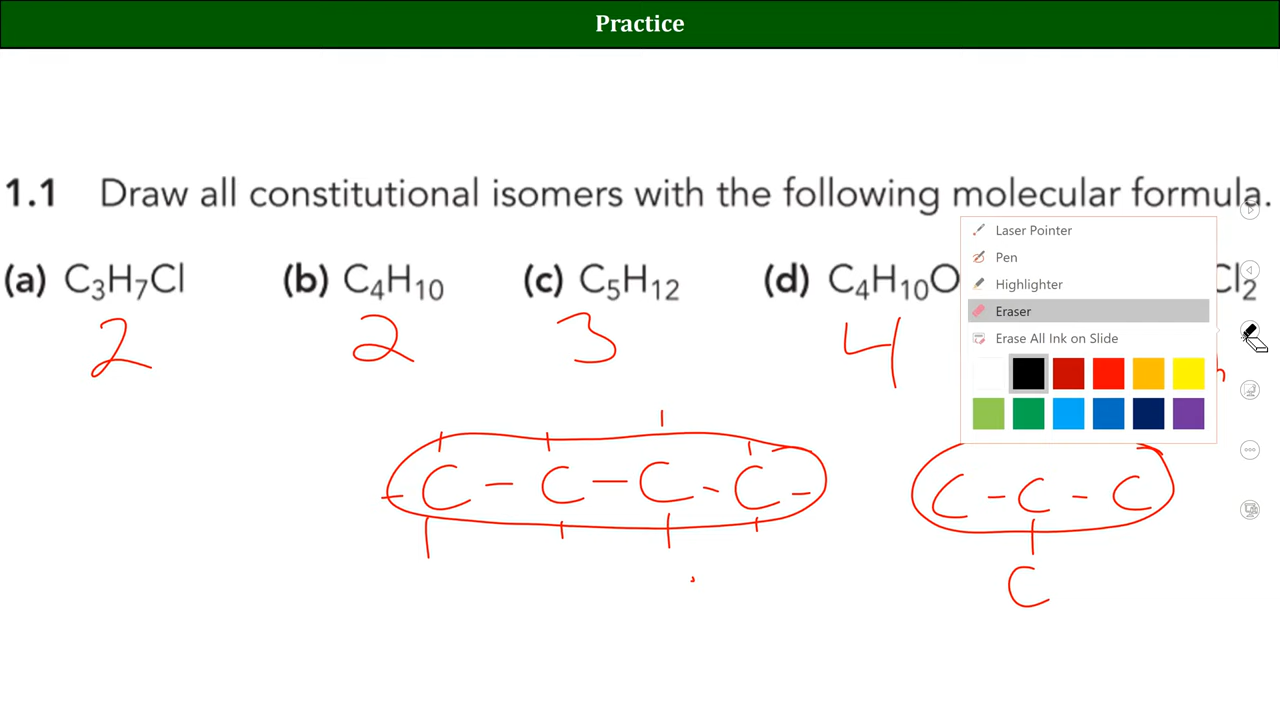 Practice
1.1 Draw all constitutional isomers with the following molecular formula.
(a) C₃H₇Cl (b) C₄H₁₀ (c) C₅H₁₂ (d) C₄H₁₀O Cl₂
2 2 3 4
Laser Pointer
Pen
Highlighter
Eraser
Erase All Ink on Slide
C - C - C - C - C - C - C
C